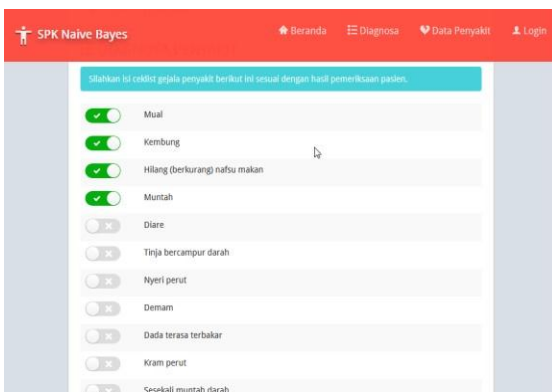 SPK Naive Bayes
Beranda
Diagnosa
Data Penyakit
Login
Silahkan isi ceklist gejala penyakit berikut ini sesuai dengan hasil pemeriksaan pasien.
Mual
Kembung
Hilang (berkurang) nafsu makan
Muntah
Diare
Tinja bercampur darah
Nyeri perut
Demam
Dada terasa terbakar
Kram perut
Sesekali muntah darah